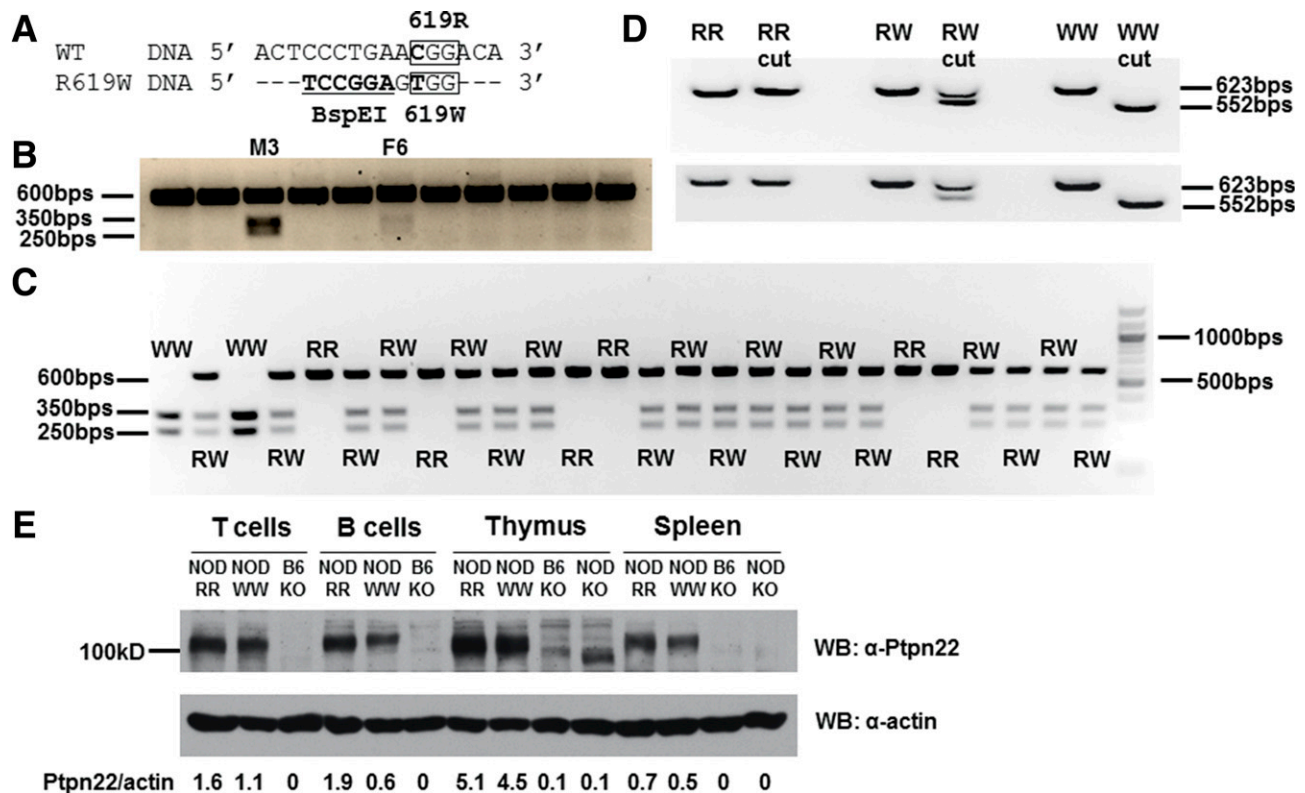 A
619R
WT DNA 5′ ACTCCCTGAACGGACA 3′
R619W DNA 5′ ---TCCGGAGTGG--- 3′
BspEI 619W
B
M3 F6
600bps
350bps
250bps
C
WW WW RR RW RW RW RR RW RW RW RR RW RW
600bps
350bps
250bps
RW RW RW RR RW RR RW RW RW RW RR RW RW
1000bps
500bps
D
RR RR cut RW RW cut WW WW cut
623bps
552bps
623bps
552bps
E
T cells B cells Thymus Spleen
NOD NOD B6 NOD NOD B6 NOD NOD B6 NOD NOD NOD B6 NOD
RR WW KO RR WW KO RR WW KO KO RR WW KO KO
100kD
WB: α-Ptpn22
WB: α-actin
Ptpn22/actin 1.6 1.1 0 1.9 0.6 0 5.1 4.5 0.1 0.1 0.7 0.5 0 0